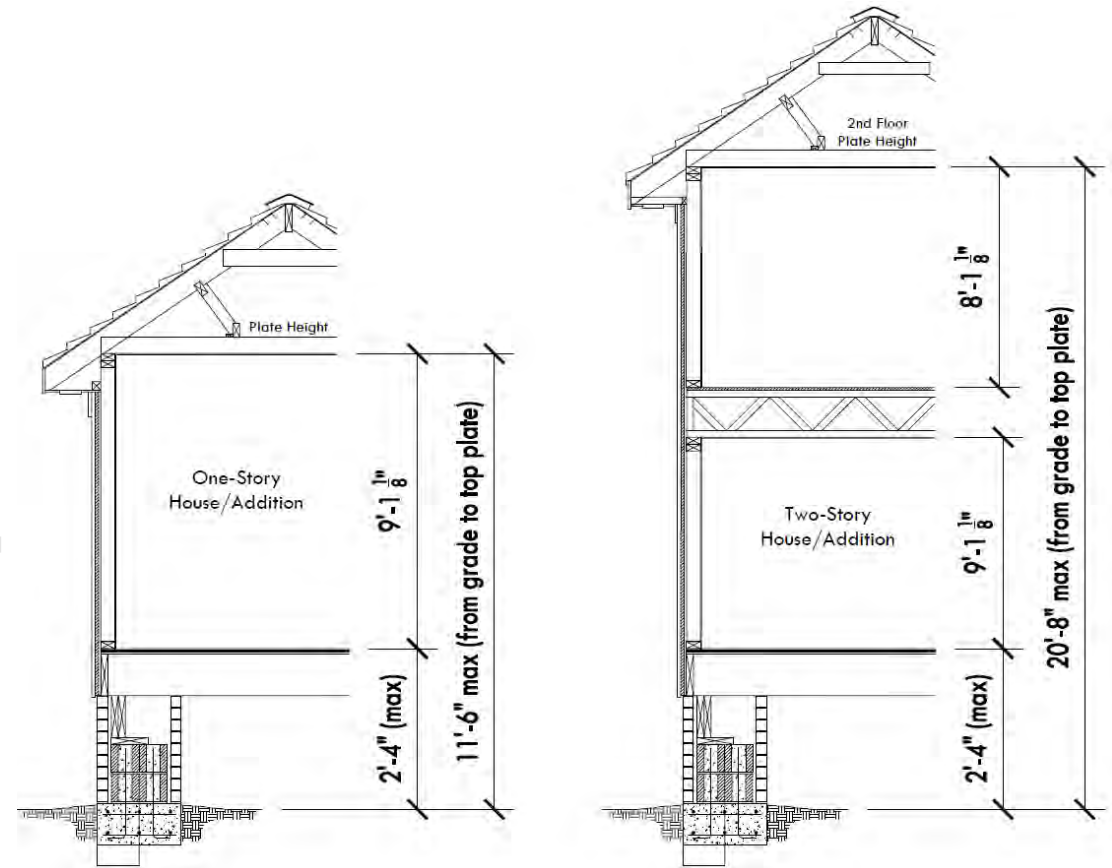 Plate Height
One-Story
House/Addition
9'-1 1/8"
2'-4" (max)
11'-6" max (from grade to top plate)
2nd Floor
Plate Height
8'-1 1/8"
Two-Story
House/Addition
9'-1 1/8"
2'-4" (max)
20'-8" max (from grade to top plate)